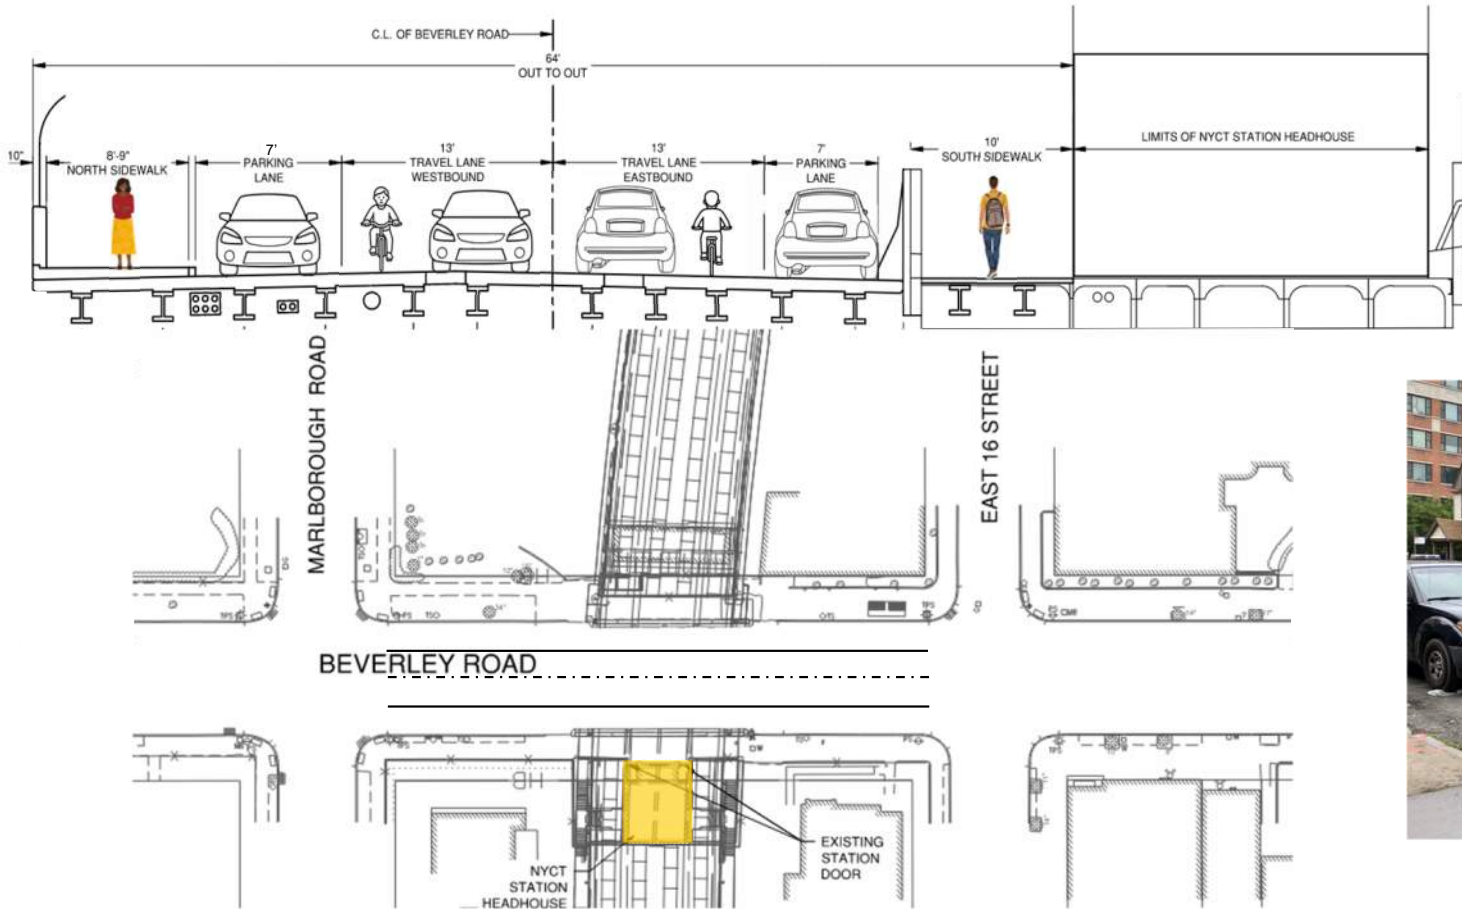 C.L. OF BEVERLEY ROAD
64'
OUT TO OUT
10"
8'-9"
NORTH SIDEWALK
7'
PARKING
LANE
13'
TRAVEL LANE
WESTBOUND
13'
TRAVEL LANE
EASTBOUND
7'
PARKING
LANE
10'
SOUTH SIDEWALK
LIMITS OF NYCT STATION HEADHOUSE
MARLBOROUGH ROAD
EAST 16 STREET
BEVERLEY ROAD
NYCT
STATION
HEADHOUSE
EXISTING
STATION
DOOR